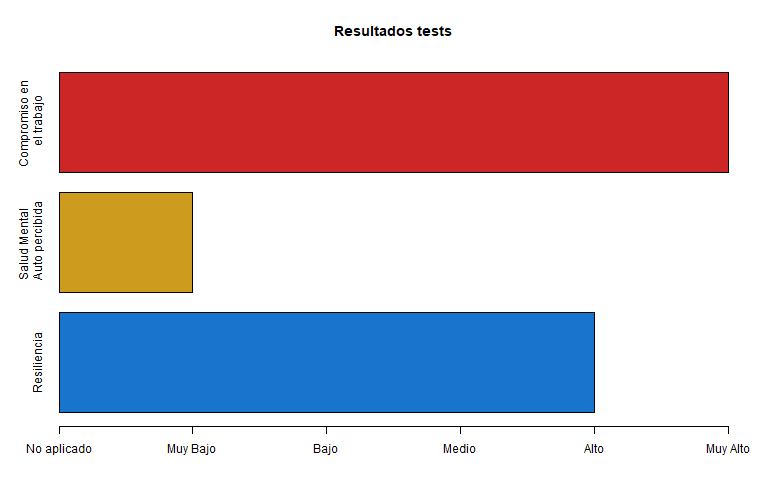 Resultados tests
Compromiso en
el trabajo
Salud Mental
Auto percibida
Resiliencia
No aplicado
Muy Bajo
Bajo
Medio
Alto
Muy Alto